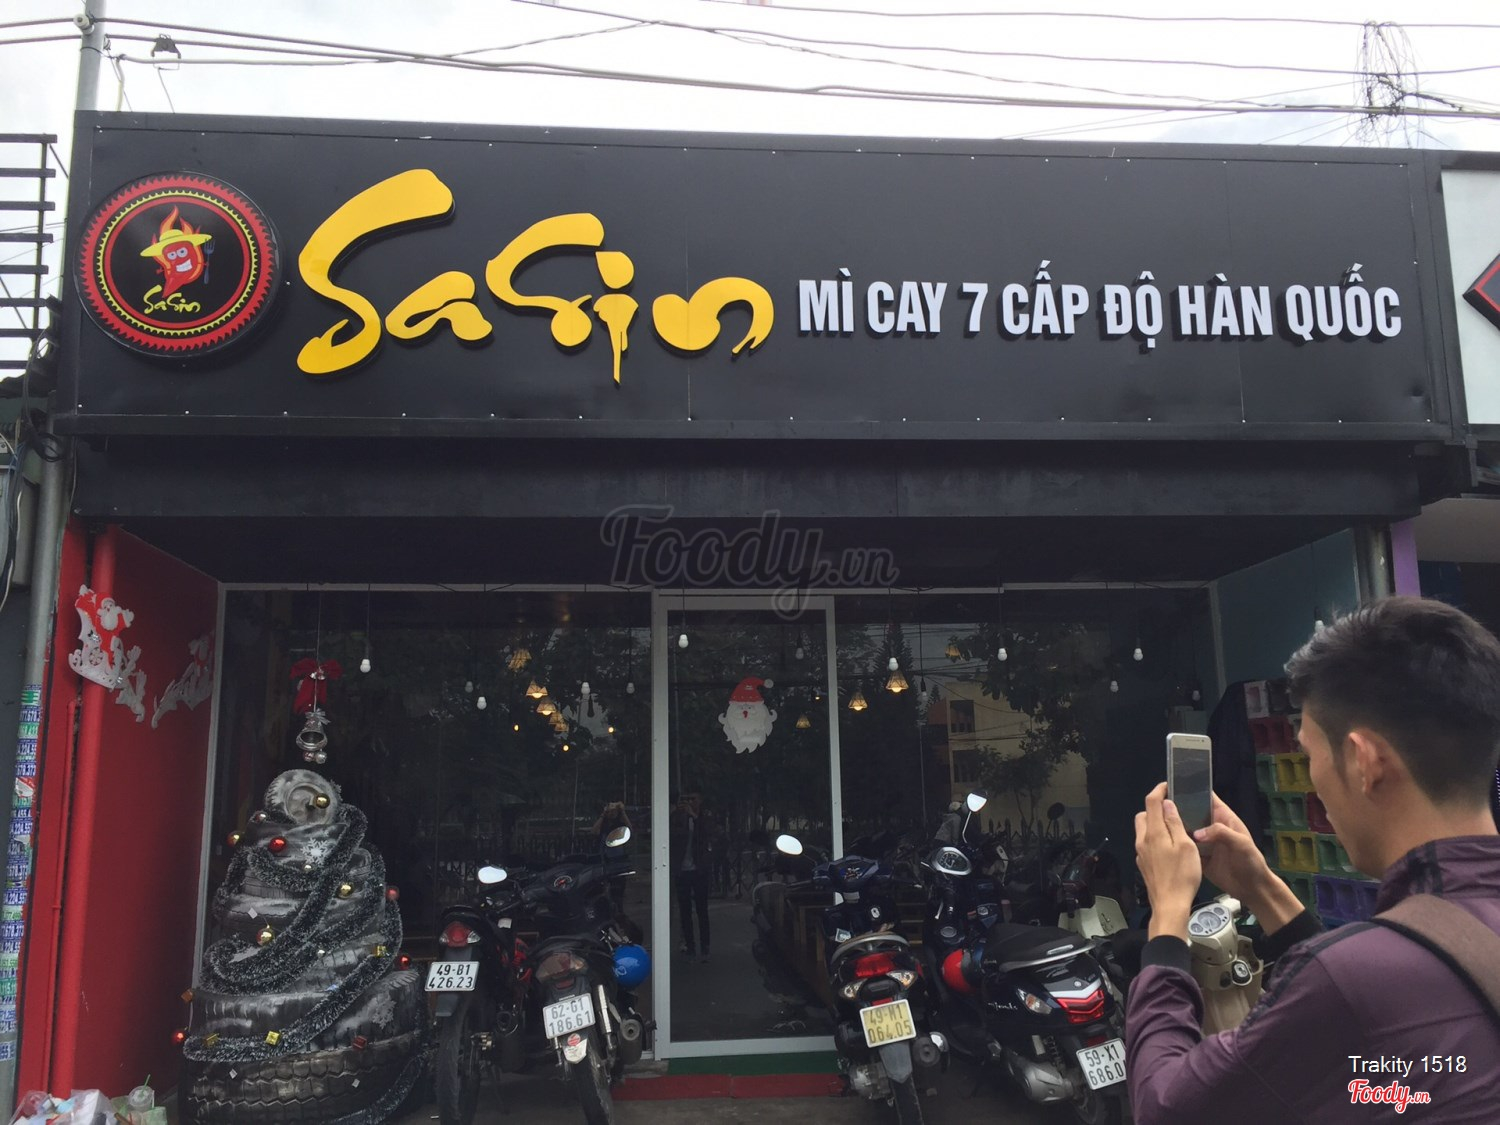 SaSin
SaSin MÌ CAY 7 CẤP ĐỘ HÀN QUỐC
Foody.vn
49-B1
426.23
62-G1
186.61
49-M1
064.05
59-X1
686.0
Trakity 1518
Foody.vn